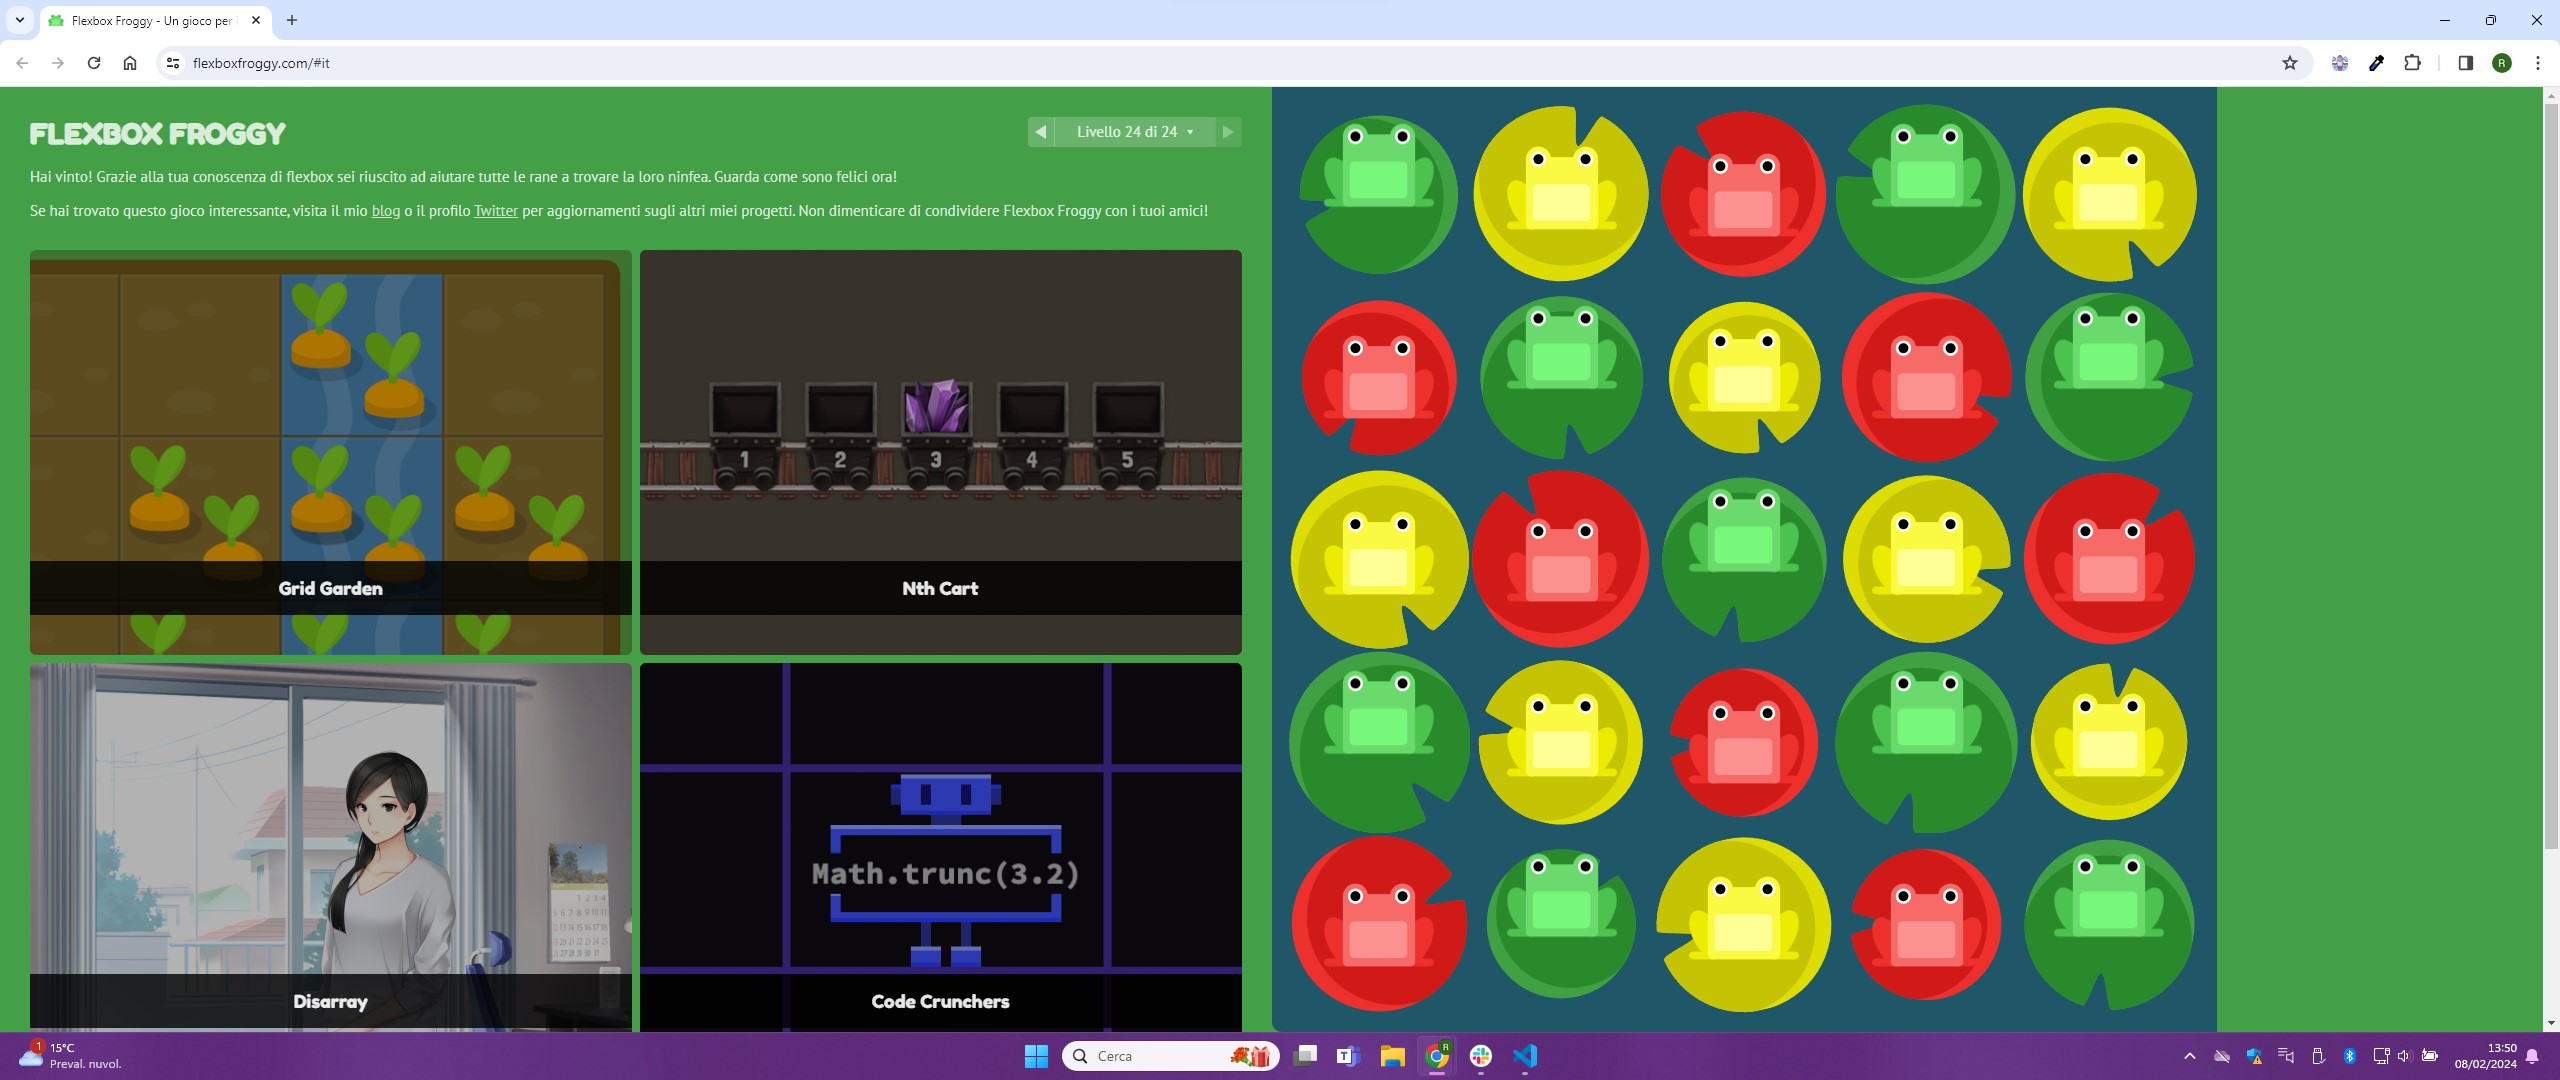 Flexbox Froggy - Un gioco per
flexboxfroggy.com/#it
R
FLEXBOX FROGGY
Livello 24 di 24
Hai vinto! Grazie alla tua conoscenza di flexbox sei riuscito ad aiutare tutte le rane a trovare la loro ninfea. Guarda come sono felici ora!
Se hai trovato questo gioco interessante, visita il mio blog o il profilo Twitter per aggiornamenti sugli altri miei progetti. Non dimenticare di condividere Flexbox Froggy con i tuoi amici!
1 2 3 4 5
Grid Garden
Nth Cart
Math.trunc(3.2)
Disarray
Code Crunchers
1
15°C
Preval. nuvol.
Cerca
R
13:50
08/02/2024